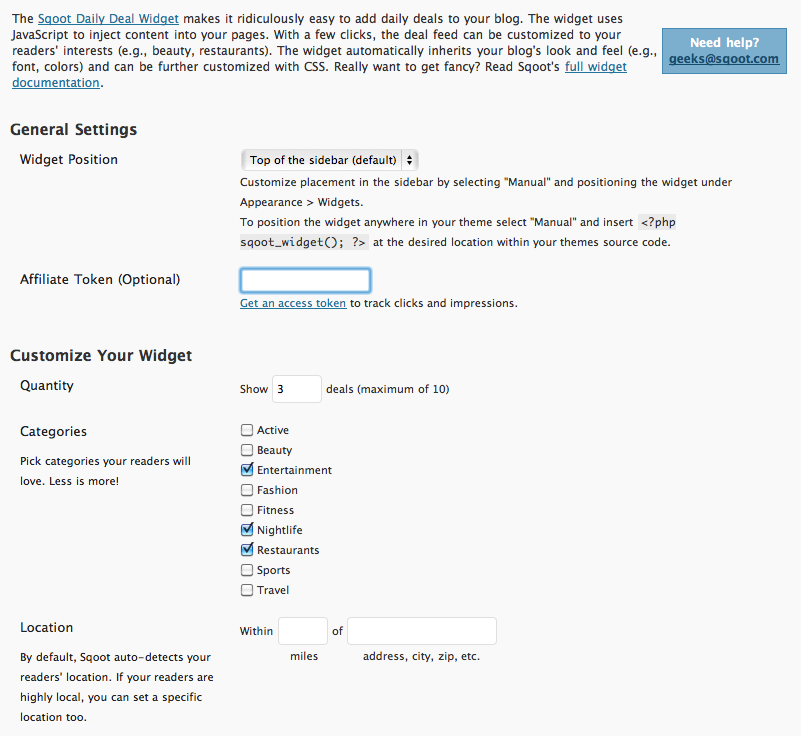 The Sqoot Daily Deal Widget makes it ridiculously easy to add daily deals to your blog. The widget uses
JavaScript to inject content into your pages. With a few clicks, the deal feed can be customized to your
readers' interests (e.g., beauty, restaurants). The widget automatically inherits your blog's look and feel (e.g.,
font, colors) and can be further customized with CSS. Really want to get fancy? Read Sqoot's full widget
documentation.
Need help?
geeks@sqoot.com
General Settings
Widget Position
Top of the sidebar (default)
Customize placement in the sidebar by selecting "Manual" and positioning the widget under
Appearance > Widgets.
To position the widget anywhere in your theme select "Manual" and insert <?php
sqoot_widget(); ?> at the desired location within your themes source code.
Affiliate Token (Optional)
Get an access token to track clicks and impressions.
Customize Your Widget
Quantity
Show 3 deals (maximum of 10)
Categories
Pick categories your readers will
love. Less is more!
Active
Beauty
Entertainment
Fashion
Fitness
Nightlife
Restaurants
Sports
Travel
Location
By default, Sqoot auto-detects your
readers' location. If your readers are
highly local, you can set a specific
location too.
Within of
miles address, city, zip, etc.